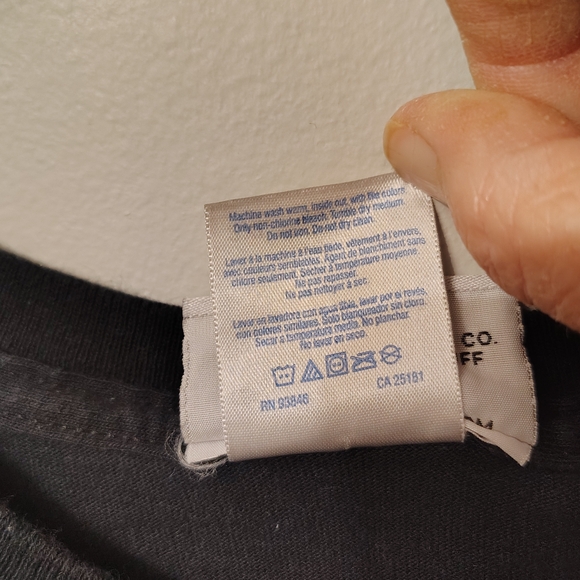 Machine wash warm, inside out, with like colors.
Only non-chlorine bleach. Tumble dry medium.
Do not iron. Do not dry clean.
Laver à la machine à l'eau tiède, vêtement à l'envers,
avec couleurs semblables. Agent de blanchiment sans
chlore seulement. Sécher à température moyenne.
Ne pas repasser.
Ne pas nettoyer à sec.
Lavar en lavadora con agua tibia, lavar por el revés,
con colores similares. Solo blanqueador sin cloro.
Secar a temperatura media. No planchar.
No lavar en seco.
RN 93846 CA 25181
CO.
FF
OM